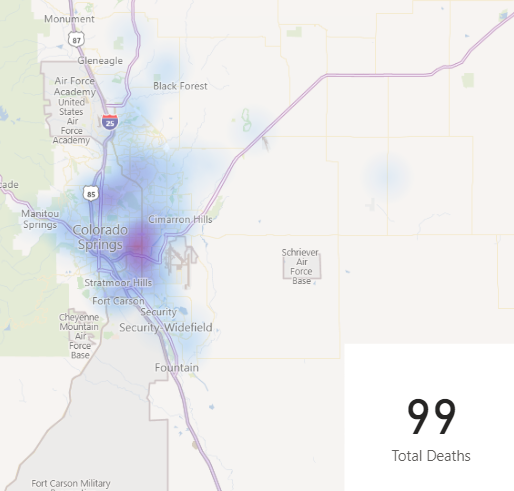 Monument
87
Gleneagle
Black Forest
Air Force
Academy
United
States
Air
Force
Academy
25
cade
85
Manitou
Springs
Colorado
Springs
Cimarron Hills
Schriever
Air
Force
Base
Stratmoor Hills
Fort Carson
Security
Cheyenne
Mountain
Air
Force
Base
Security-Widefield
Fountain
99
Total Deaths
Fort Carson Military